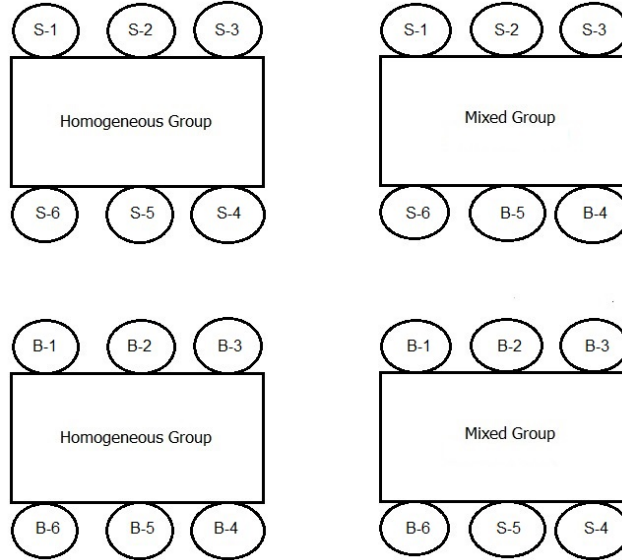 S-1 S-2 S-3 S-1 S-2 S-3
Homogeneous Group Mixed Group
S-6 S-5 S-4 S-6 B-5 B-4
B-1 B-2 B-3 B-1 B-2 B-3
Homogeneous Group Mixed Group
B-6 B-5 B-4 B-6 S-5 S-4